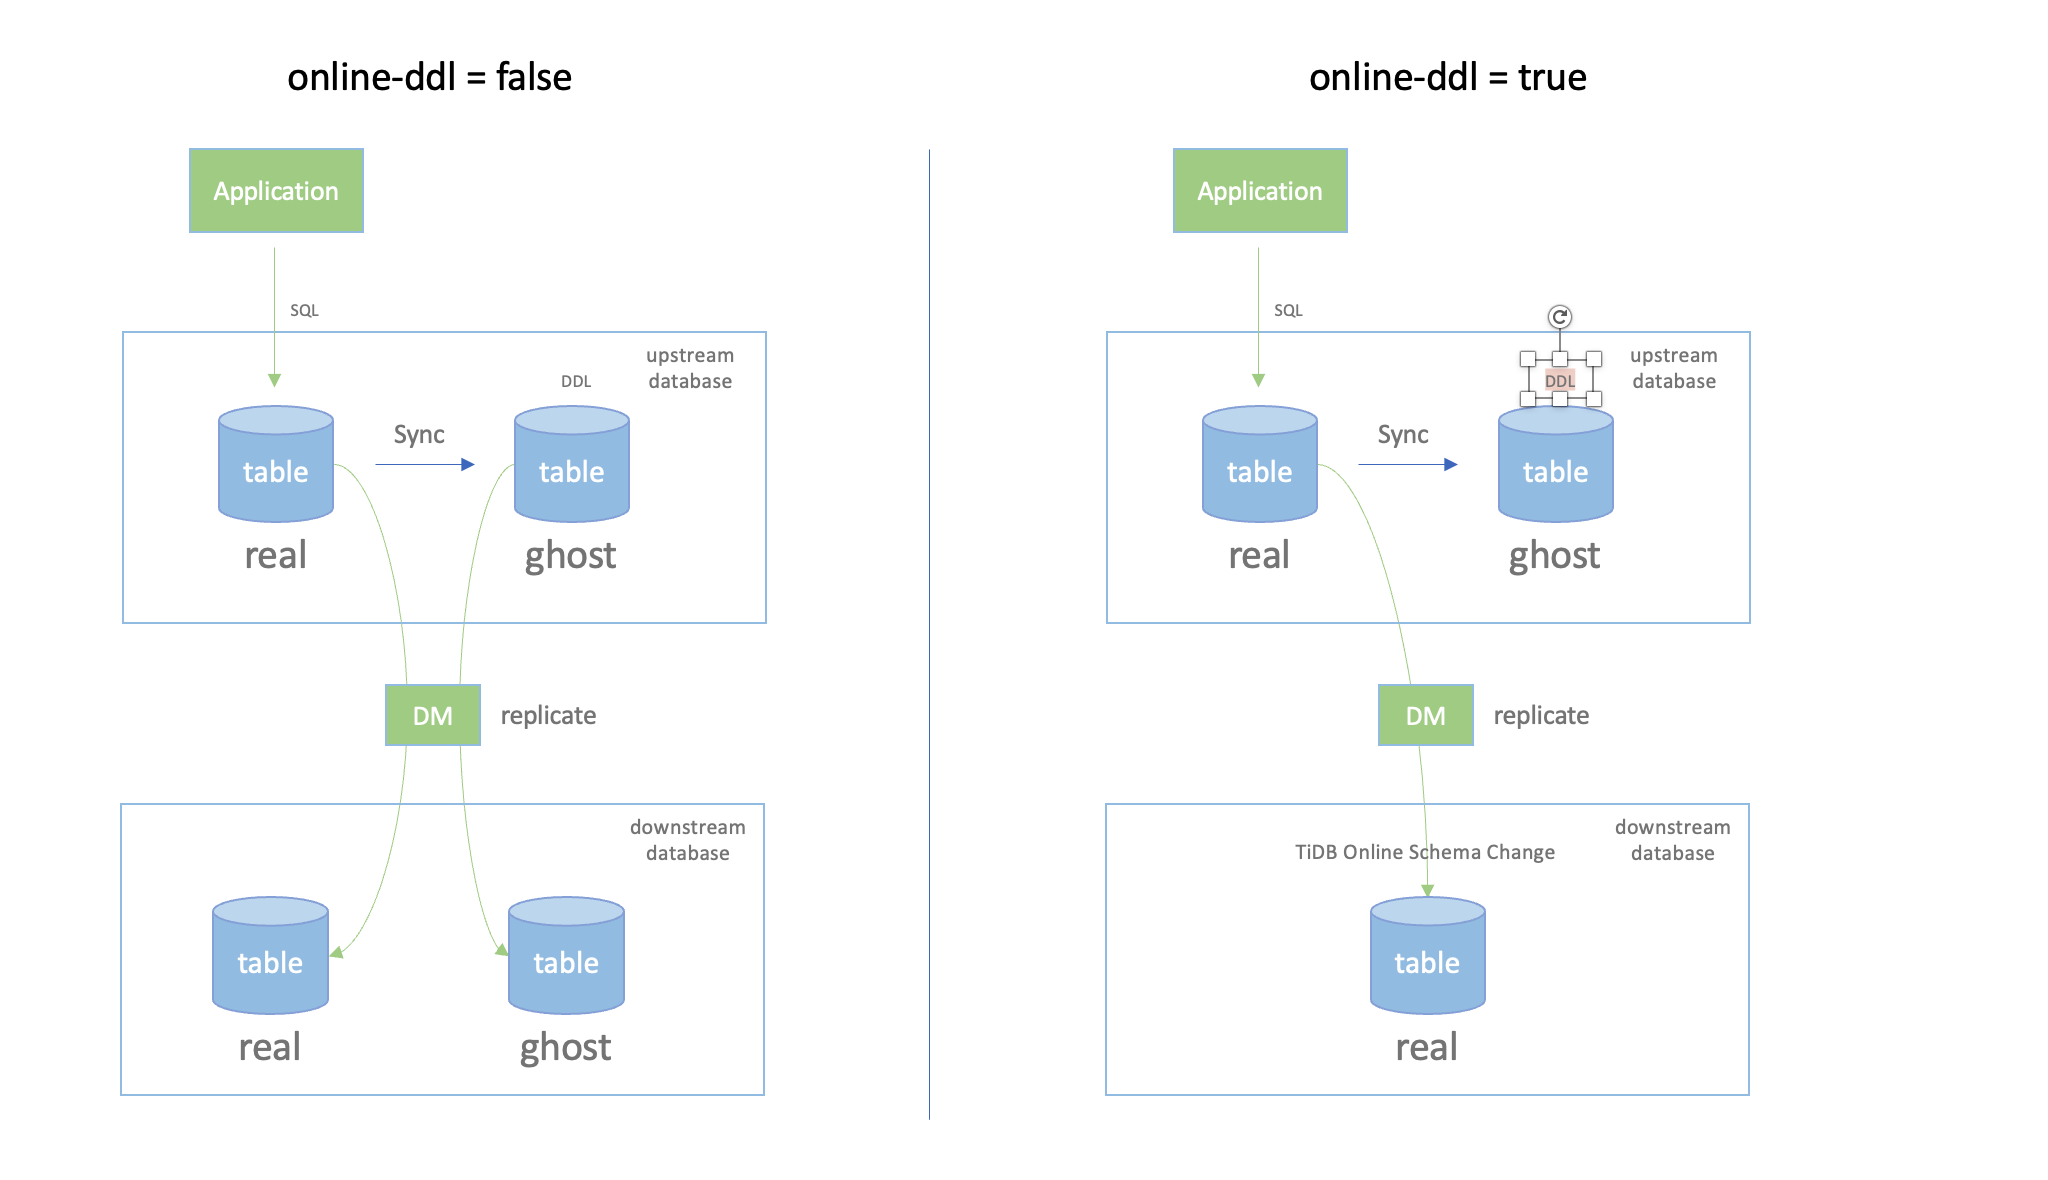 online-ddl = false
Application
SQL
upstream
database
DDL
Sync
table
table
real
ghost
DM
replicate
downstream
database
table
table
real
ghost
online-ddl = true
Application
SQL
upstream
database
DDL
Sync
table
table
real
ghost
DM
replicate
downstream
database
TiDB Online Schema Change
table
real